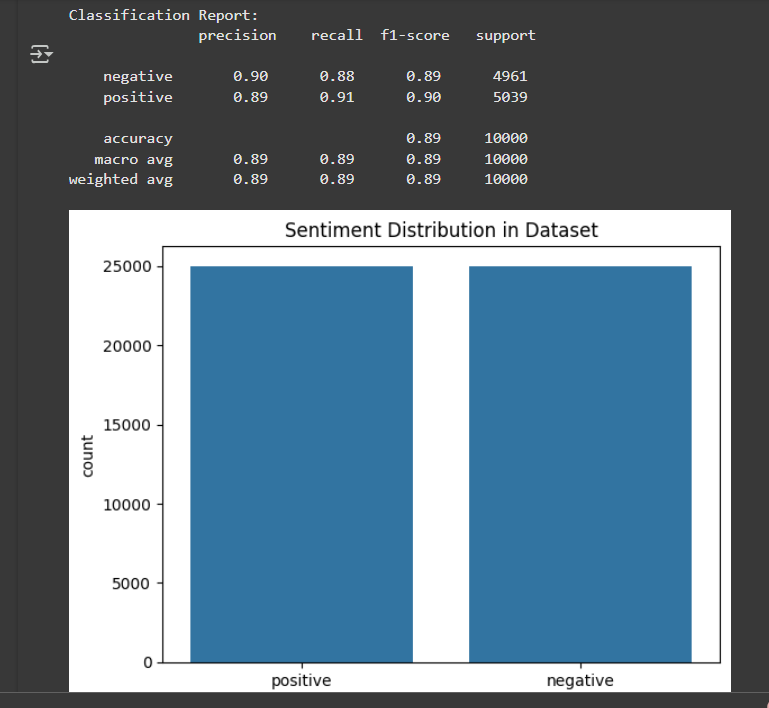 Classification Report:
precision recall f1-score support
negative 0.90 0.88 0.89 4961
positive 0.89 0.91 0.90 5039
accuracy 0.89 10000
macro avg 0.89 0.89 0.89 10000
weighted avg 0.89 0.89 0.89 10000
Sentiment Distribution in Dataset
25000
20000
15000
10000
5000
0
count
positive negative